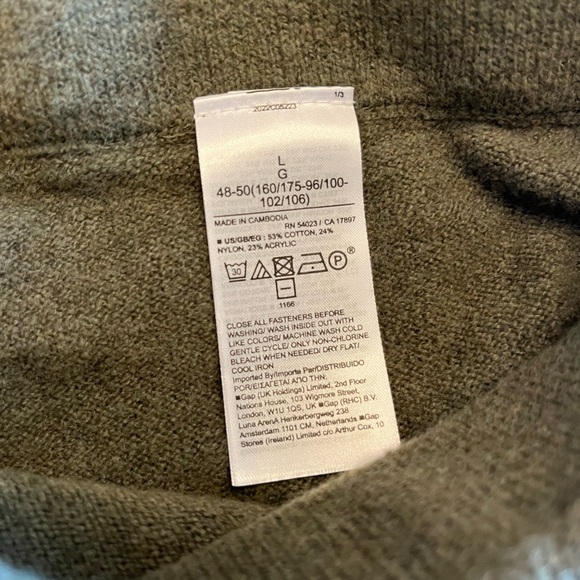 1/3
2022C08223
L
G
48-50(160/175-96/100-
102/106)
MADE IN CAMBODIA
RN 54023 / CA 17897
■ US/GB/EG : 53% COTTON, 24%
NYLON, 23% ACRYLIC
30
P
®
1166
CLOSE ALL FASTENERS BEFORE
WASHING/ WASH INSIDE OUT WITH
LIKE COLORS/ MACHINE WASH COLD
GENTLE CYCLE/ ONLY NON-CHLORINE
BLEACH WHEN NEEDED/ DRY FLAT/
COOL IRON
Imported By/Importe Par/DISTRIBUIDO
POR/ΕΙΣΑΓΕΤΑΙ ΑΠΟ ΤΗΝ:
■Gap (UK Holdings) Limited, 2nd Floor
Nations House, 103 Wigmore Street,
London, W1U 1QS, UK ■Gap (RHC) B.V.
Luna ArenA Herikerbergweg 238
Amsterdam 1101 CM, Netherlands ■Gap
Stores (Ireland) Limited c/o Arthur Cox, 10